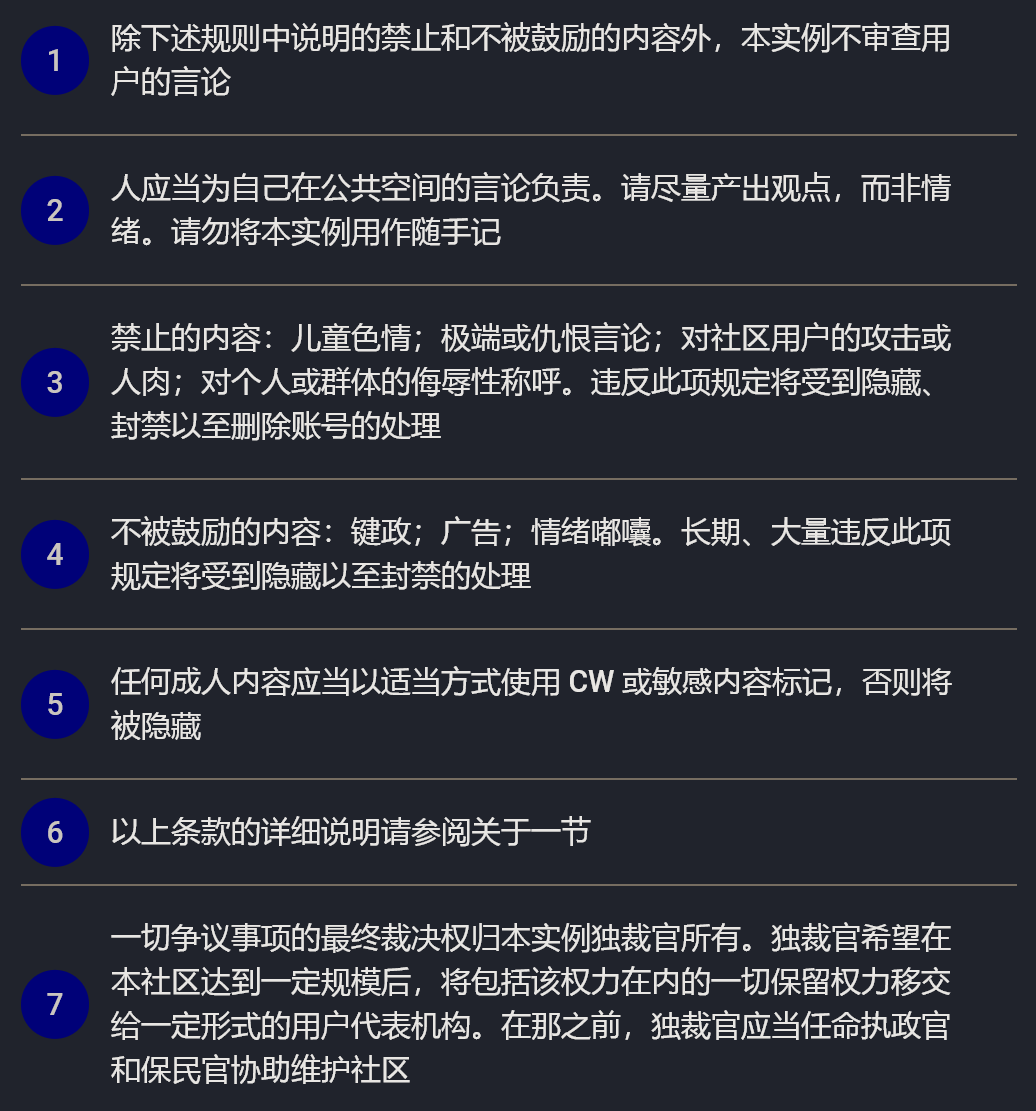 1
除下述规则中说明的禁止和不被鼓励的内容外，本实例不审查用
户的言论
2
人应当为自己在公共空间的言论负责。请尽量产出观点，而非情
绪。请勿将本实例用作随手记
3
禁止的内容：儿童色情；极端或仇恨言论；对社区用户的攻击或
人肉；对个人或群体的侮辱性称呼。违反此项规定将受到隐藏、
封禁以至删除账号的处理
4
不被鼓励的内容：键政；广告；情绪嘟囔。长期、大量违反此项
规定将受到隐藏以至封禁的处理
5
任何成人内容应当以适当方式使用 CW 或敏感内容标记，否则将
被隐藏
6
以上条款的详细说明请参阅关于一节
7
一切争议事项的最终裁决权归本实例独裁官所有。独裁官希望在
本社区达到一定规模后，将包括该权力在内的一切保留权力移交
给一定形式的用户代表机构。在那之前，独裁官应当任命执政官
和保民官协助维护社区